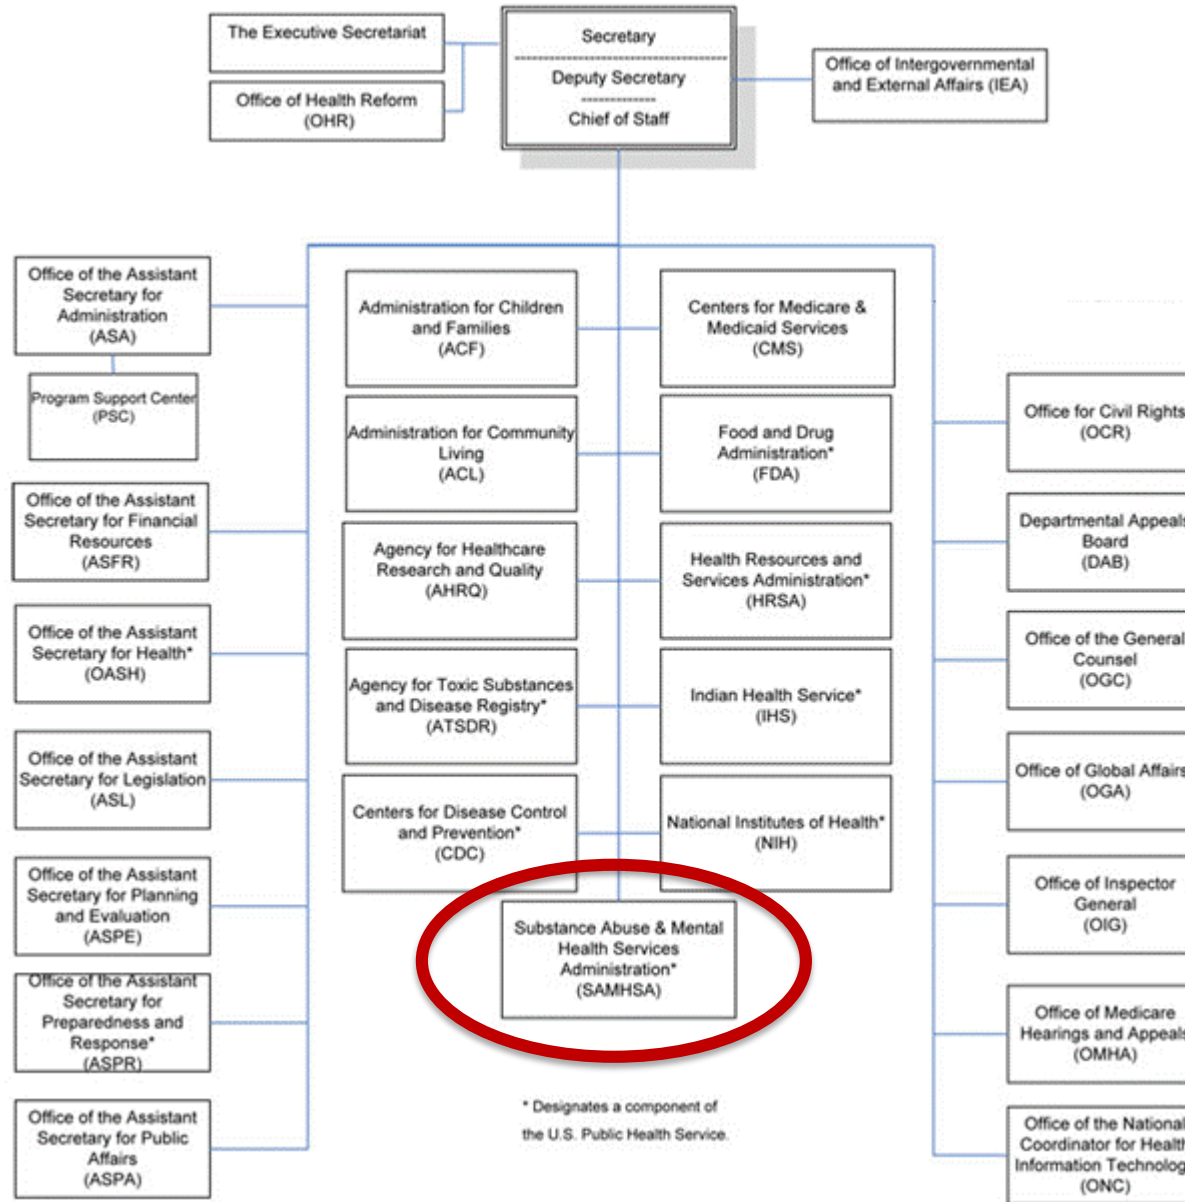 The Executive Secretariat
Office of Health Reform
(OHR)
Secretary
Deputy Secretary
Chief of Staff
Office of Intergovernmental
and External Affairs (IEA)
Office of the Assistant
Secretary for
Administration
(ASA)
Program Support Center
(PSC)
Office of the Assistant
Secretary for Financial
Resources
(ASFR)
Office of the Assistant
Secretary for Health*
(OASH)
Office of the Assistant
Secretary for Legislation
(ASL)
Office of the Assistant
Secretary for Planning
and Evaluation
(ASPE)
Office of the Assistant
Secretary for
Preparedness and
Response*
(ASPR)
Office of the Assistant
Secretary for Public
Affairs
(ASPA)
Administration for Children
and Families
(ACF)
Administration for Community
Living
(ACL)
Agency for Healthcare
Research and Quality
(AHRQ)
Agency for Toxic Substances
and Disease Registry*
(ATSDR)
Centers for Disease Control
and Prevention*
(CDC)
Centers for Medicare &
Medicaid Services
(CMS)
Food and Drug
Administration*
(FDA)
Health Resources and
Services Administration*
(HRSA)
Indian Health Service*
(IHS)
National Institutes of Health*
(NIH)
Substance Abuse & Mental
Health Services
Administration*
(SAMHSA)
* Designates a component of
the U.S. Public Health Service.
Office for Civil Rights
(OCR)
Departmental Appeals
Board
(DAB)
Office of the General
Counsel
(OGC)
Office of Global Affairs
(OGA)
Office of Inspector
General
(OIG)
Office of Medicare
Hearings and Appeals
(OMHA)
Office of the National
Coordinator for Health
Information Technolog
(ONC)